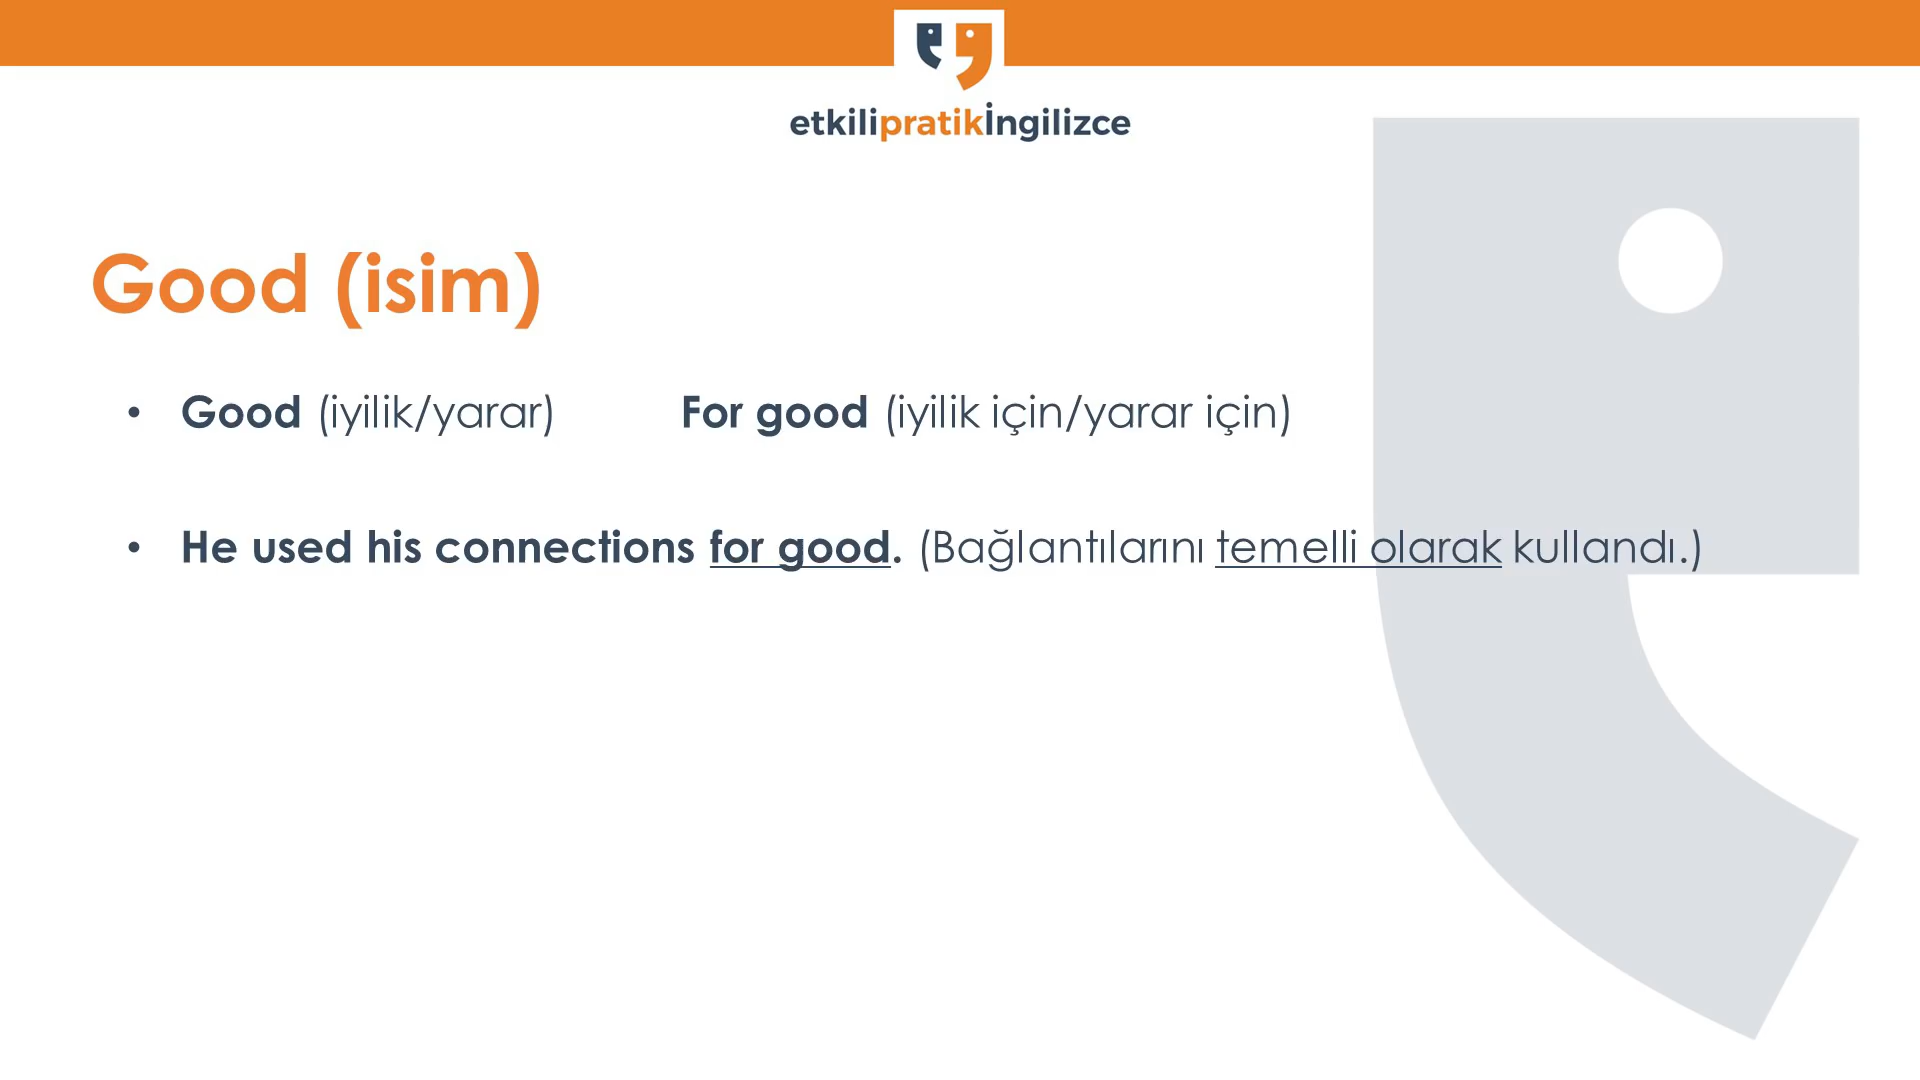 etkilipratikİngilizce
Good (isim)
• Good (iyilik/yarar) For good (iyilik için/yarar için)
• He used his connections for good. (Bağlantılarını temelli olarak kullandı.)